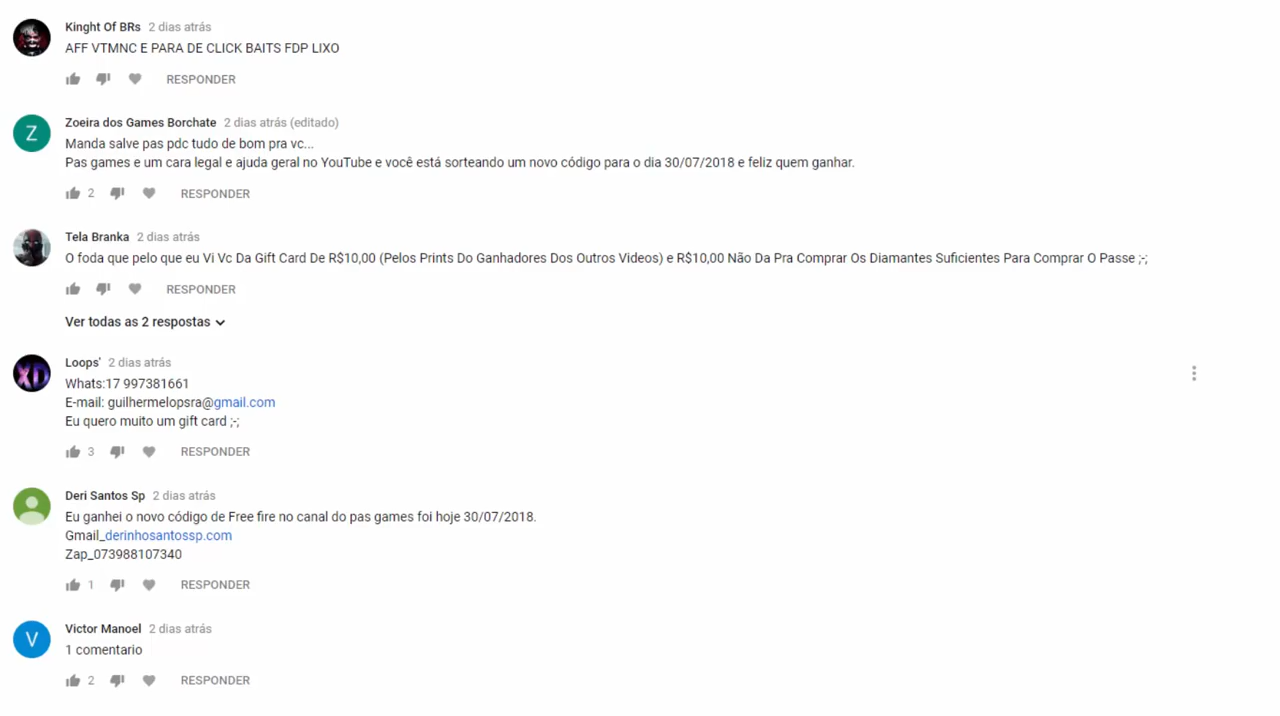 Kinght Of BRs 2 dias atrás
AFF VTMNC E PARA DE CLICK BAITS FDP LIXO
RESPONDER
Z
Zoeira dos Games Borchate 2 dias atrás (editado)
Manda salve pas pdc tudo de bom pra vc...
Pas games e um cara legal e ajuda geral no YouTube e você está sorteando um novo código para o dia 30/07/2018 e feliz quem ganhar.
2 RESPONDER
Tela Branka 2 dias atrás
O foda que pelo que eu Vi Vc Da Gift Card De R$10,00 (Pelos Prints Do Ganhadores Dos Outros Videos) e R$10,00 Não Da Pra Comprar Os Diamantes Suficientes Para Comprar O Passe ;-;
RESPONDER
Ver todas as 2 respostas
XD
Loops' 2 dias atrás
Whats:17 997381661
E-mail: guilhermelopsra@gmail.com
Eu quero muito um gift card ;-;
3 RESPONDER
Deri Santos Sp 2 dias atrás
Eu ganhei o novo código de Free fire no canal do pas games foi hoje 30/07/2018.
Gmail_derinhosantossp.com
Zap_073988107340
1 RESPONDER
V
Victor Manoel 2 dias atrás
1 comentario
2 RESPONDER